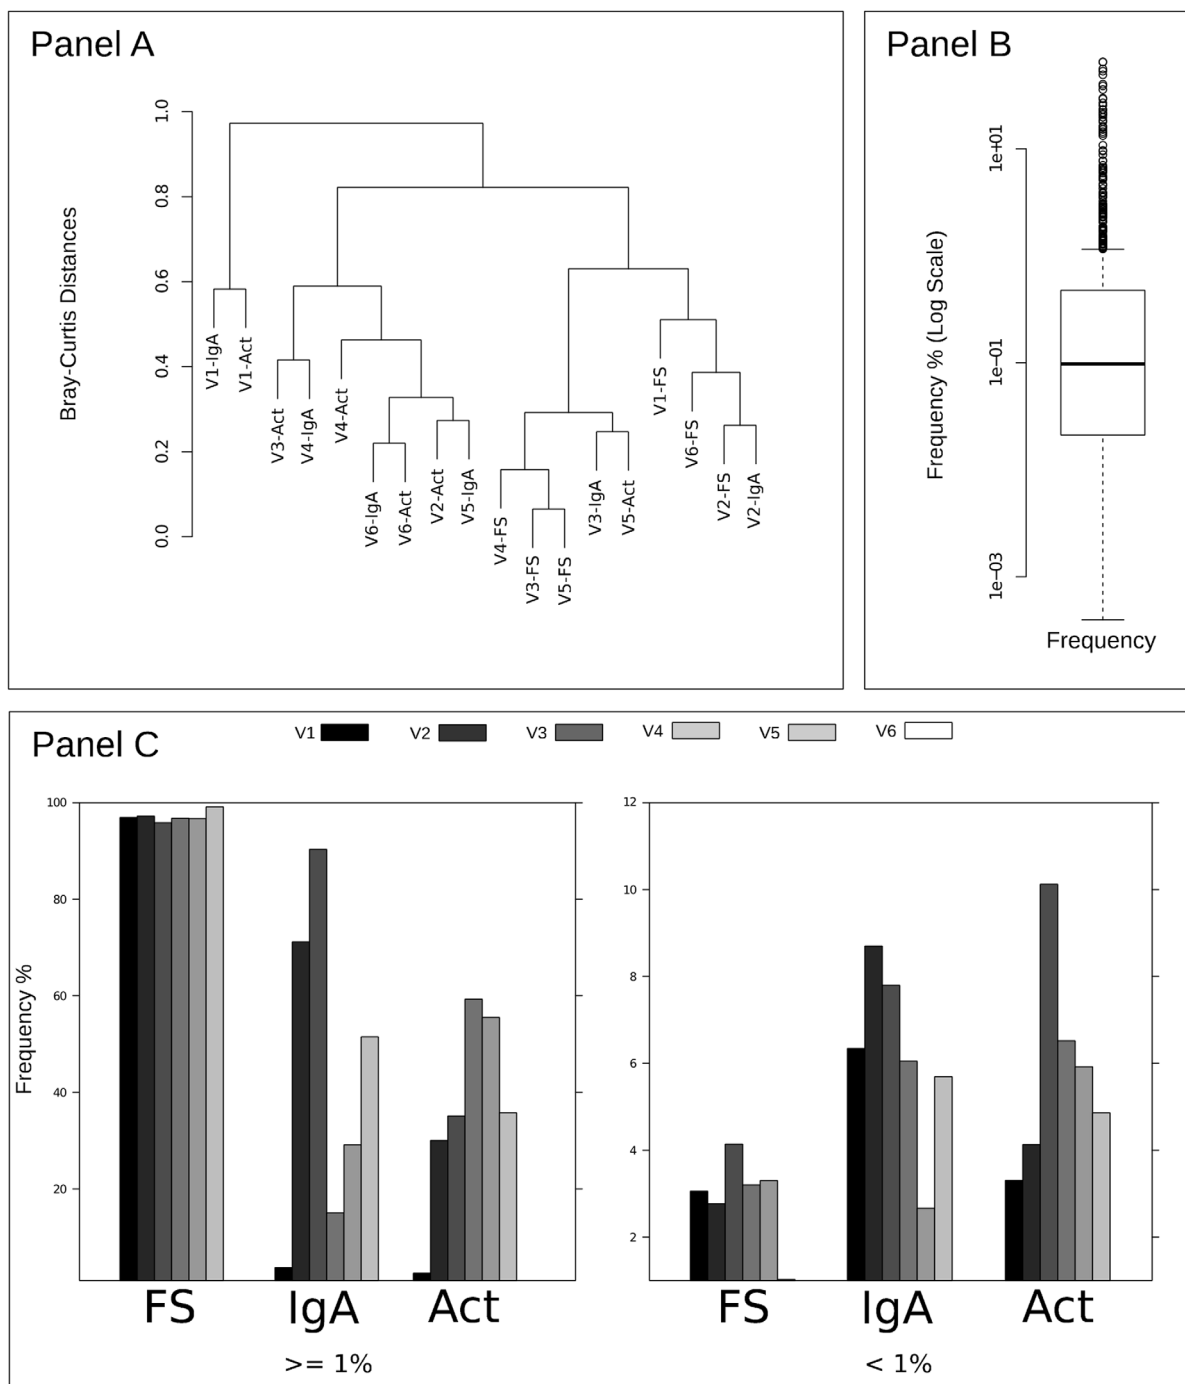 Panel A
Bray-Curtis Distances
1.0
0.8
0.6
0.4
0.2
0.0
V1-IgA
V1-Act
V3-Act
V4-IgA
V4-Act
V6-IgA
V6-Act
V2-Act
V5-IgA
V4-FS
V3-FS
V5-FS
V3-IgA
V5-Act
V1-FS
V6-FS
V2-FS
V2-IgA
Panel B
Frequency % (Log Scale)
1e+01
1e−01
1e−03
Frequency
Panel C
V1 V2 V3 V4 V5 V6
Frequency %
100
80
60
40
20
FS IgA Act
>= 1%
12
10
8
6
4
2
FS IgA Act
< 1%